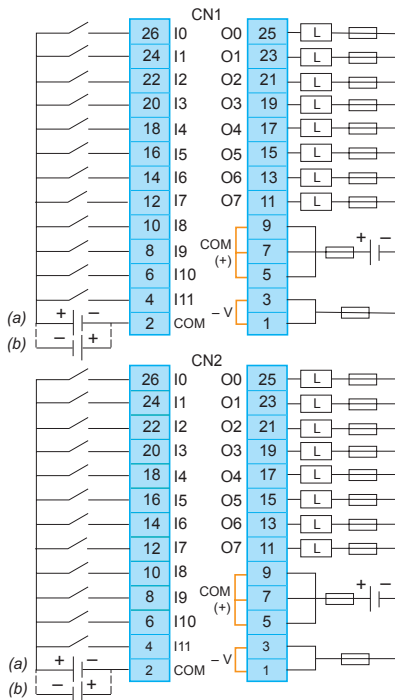 CN1
26 I0 O0 25 L
24 I1 O1 23 L
22 I2 O2 21 L
20 I3 O3 19 L
18 I4 O4 17 L
16 I5 O5 15 L
14 I6 O6 13 L
12 I7 O7 11 L
10 I8 9
8 I9 COM (+) 7 + −
6 I10 5
4 I11 3
(a) + − − V
2 COM 1
(b) − +
CN2
26 I0 O0 25 L
24 I1 O1 23 L
22 I2 O2 21 L
20 I3 O3 19 L
18 I4 O4 17 L
16 I5 O5 15 L
14 I6 O6 13 L
12 I7 O7 11 L
10 I8 9
8 I9 COM (+) 7 + −
6 I10 5
4 I11 3
(a) + − − V
2 COM 1
(b) − +